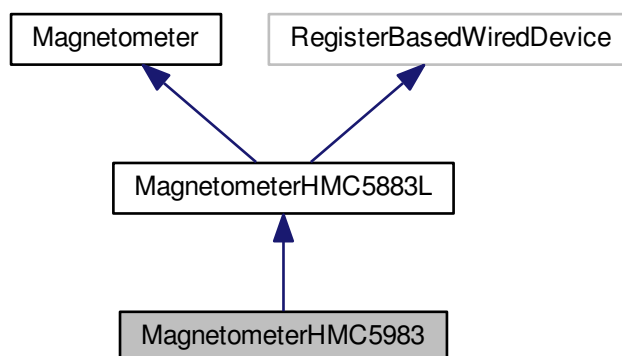 Magnetometer
RegisterBasedWiredDevice
MagnetometerHMC5883L
MagnetometerHMC5983